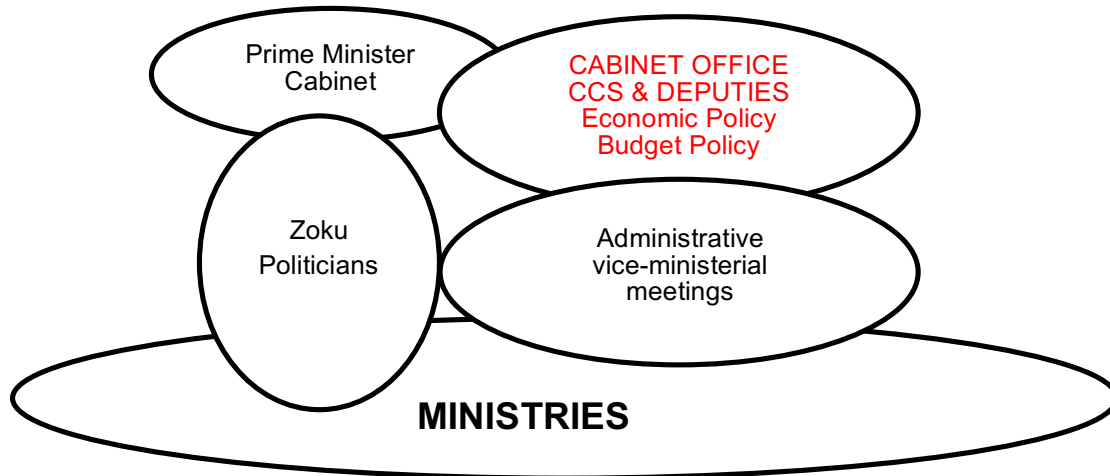 Prime Minister
Cabinet
CABINET OFFICE
CCS & DEPUTIES
Economic Policy
Budget Policy
Zoku
Politicians
Administrative
vice-ministerial
meetings
MINISTRIES